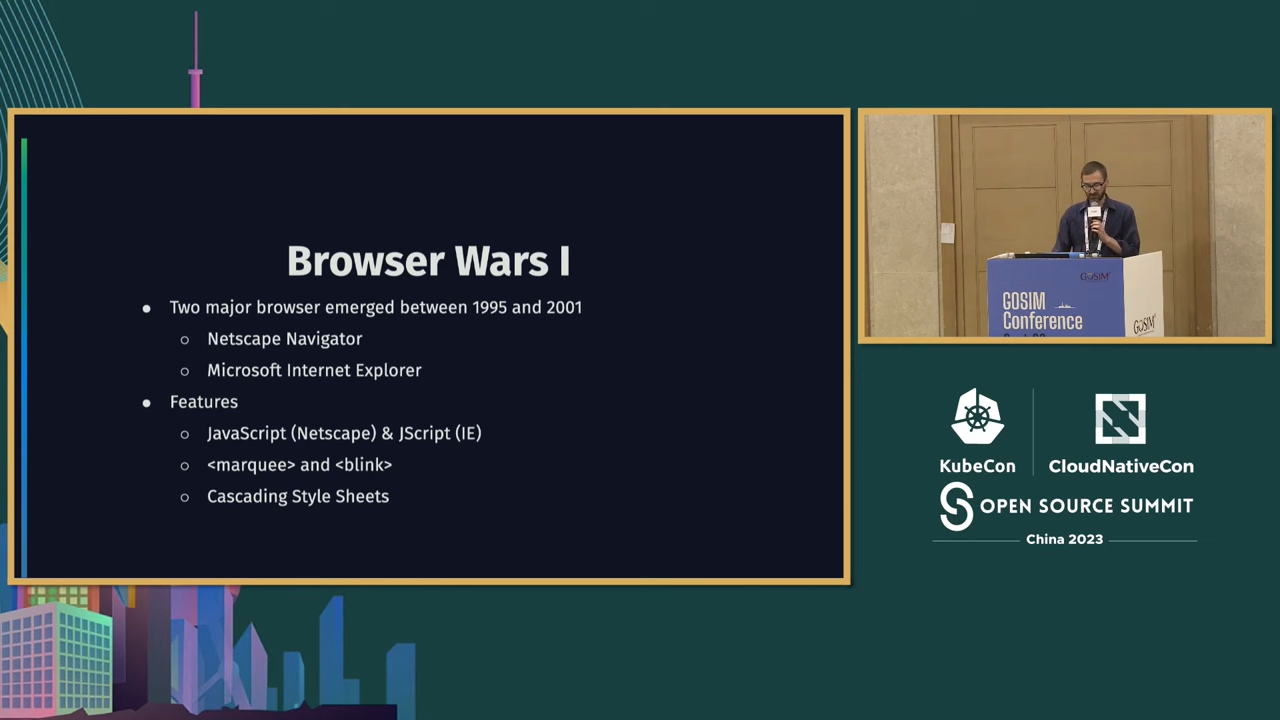 Browser Wars I
● Two major browser emerged between 1995 and 2001
○ Netscape Navigator
○ Microsoft Internet Explorer
● Features
○ JavaScript (Netscape) & JScript (IE)
○ <marquee> and <blink>
○ Cascading Style Sheets
GOSIM
GOSIM
Conference
GOSIM
KubeCon
CloudNativeCon
OPEN SOURCE SUMMIT
China 2023